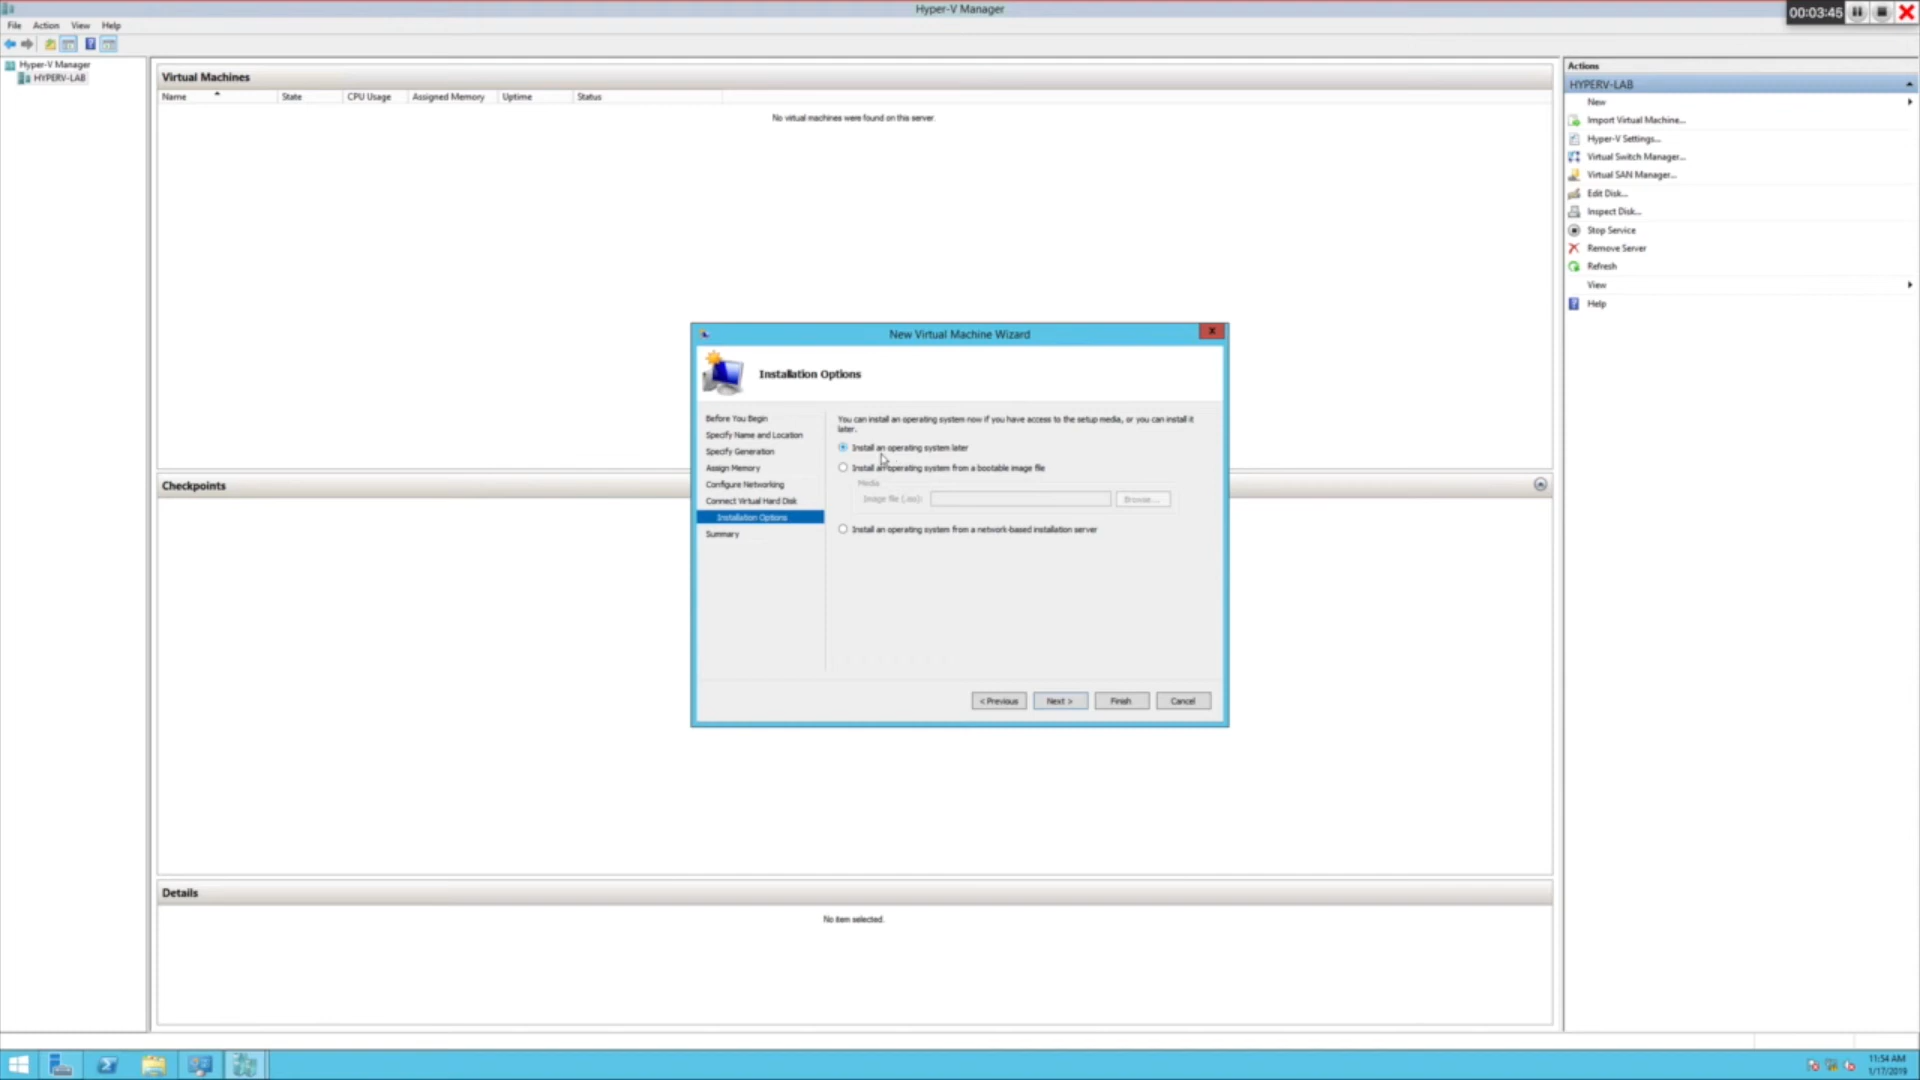 Hyper-V Manager
00:03:45
File Action View Help
Hyper-V Manager
HYPERV-LAB
Virtual Machines
Name State CPU Usage Assigned Memory Uptime Status
No virtual machines were found on this server.
Checkpoints
Details
No item selected.
New Virtual Machine Wizard
x
Installation Options
Before You Begin
Specify Name and Location
Specify Generation
Assign Memory
Configure Networking
Connect Virtual Hard Disk
Installation Options
Summary
You can install an operating system now if you have access to the setup media, or you can install it
later.
Install an operating system later
Install an operating system from a bootable image file
Media
Image file (.iso):
Browse...
Install an operating system from a network-based installation server
< Previous
Next >
Finish
Cancel
Actions
HYPERV-LAB
New
Import Virtual Machine...
Hyper-V Settings...
Virtual Switch Manager...
Virtual SAN Manager...
Edit Disk...
Inspect Disk...
Stop Service
Remove Server
Refresh
View
Help
11:54 AM
1/17/2019